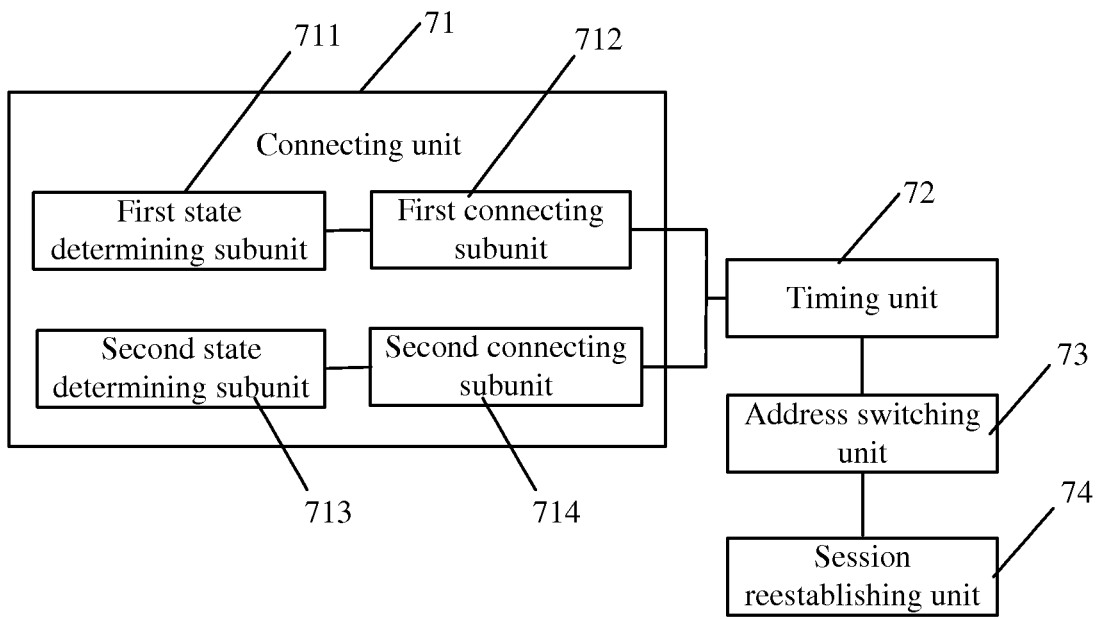 71
711
712
Connecting unit
First state
determining subunit
First connecting
subunit
72
Timing unit
Second state
determining subunit
Second connecting
subunit
73
Address switching
unit
713
714
74
Session
reestablishing unit